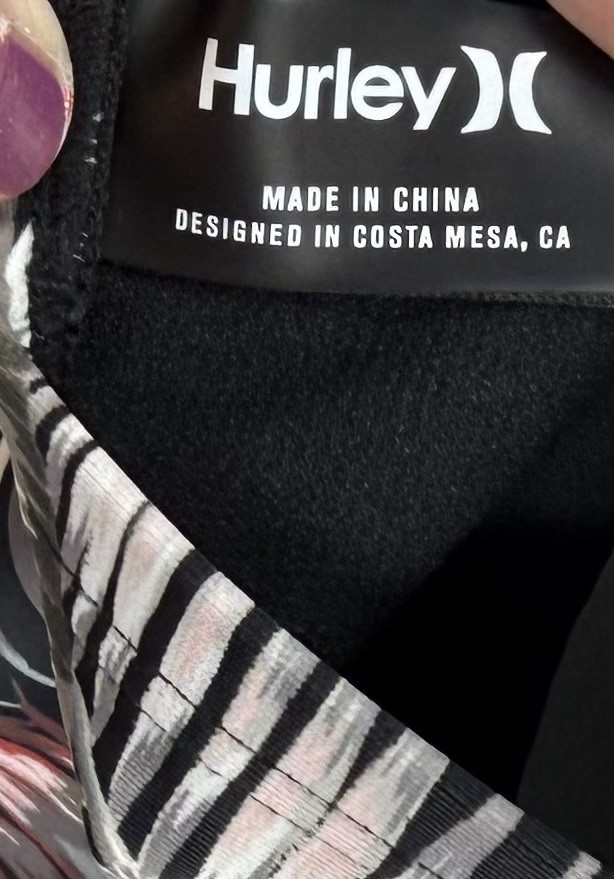 Hurley
MADE IN CHINA
DESIGNED IN COSTA MESA, CA